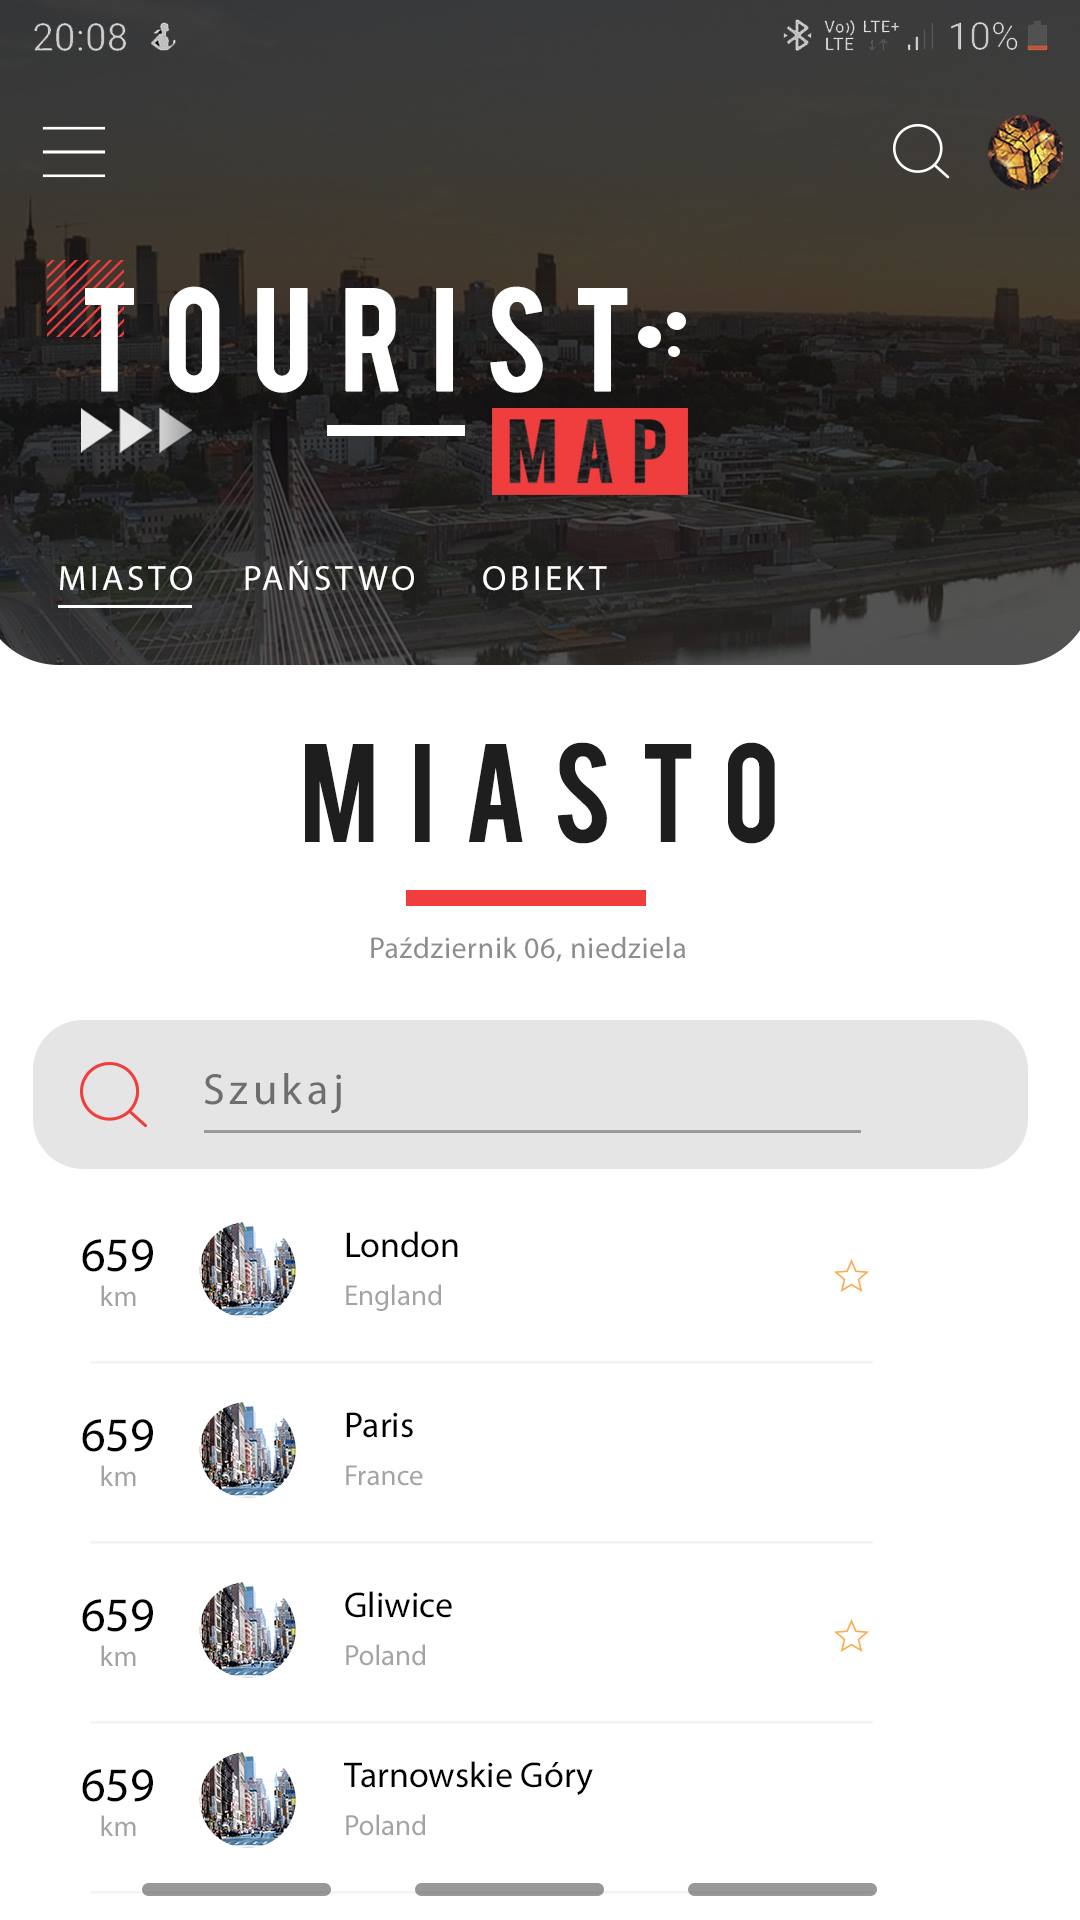 20:08
Vo)) LTE+
LTE
10%
TOURIST
MAP
MIASTO PAŃSTWO OBIEKT
MIASTO
Październik 06, niedziela
Szukaj
659 London
km England
659 Paris
km France
659 Gliwice
km Poland
659 Tarnowskie Góry
km Poland